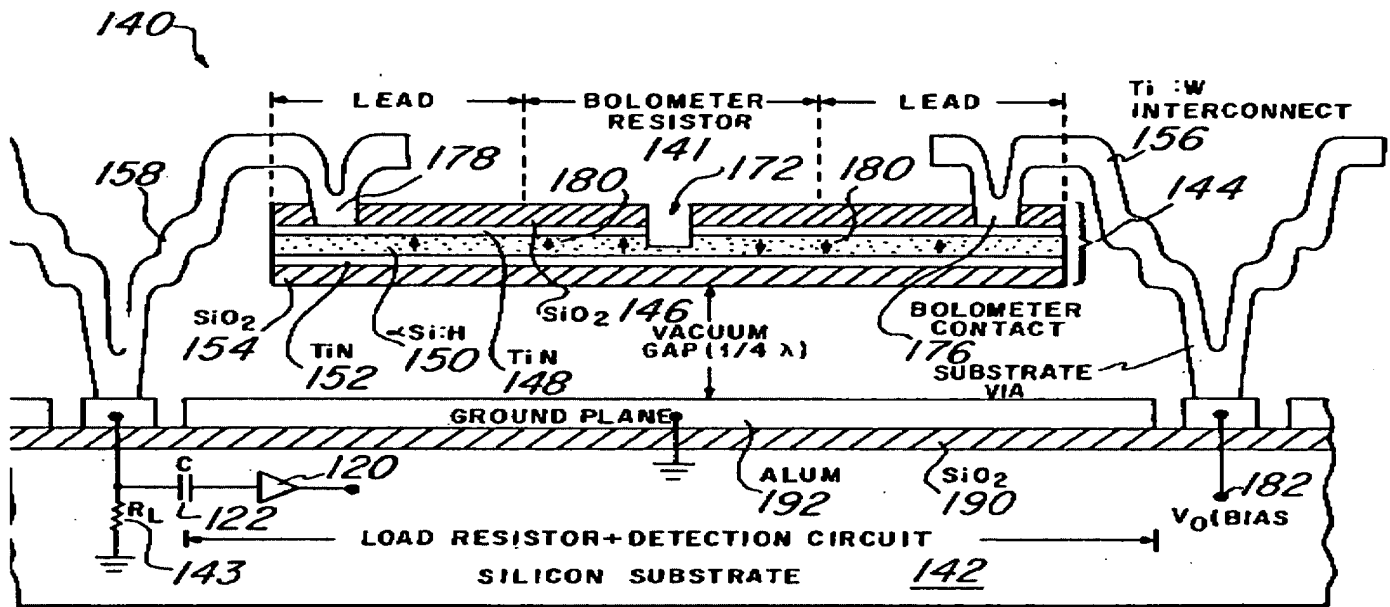 140
LEAD
BOLOMETER RESISTOR
141
LEAD
Ti :W
INTERCONNECT
156
158
178
180
172
180
144
SiO2
154
TiN
152
∝Si:H
150
TiN
148
SiO2 146
VACUUM
GAP(1/4 λ)
BOLOMETER
CONTACT
176
SUBSTRATE
VIA
GROUND PLANE
C
120
122
RL
143
ALUM
192
SiO2
190
182
VO(BIAS
LOAD RESISTOR+DETECTION CIRCUIT
SILICON SUBSTRATE 142